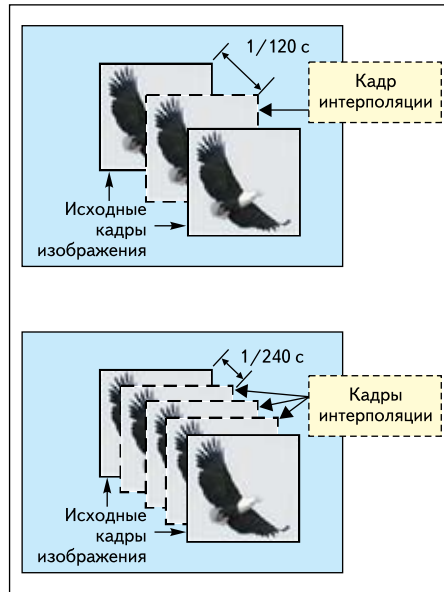 1/120 с
Кадр
интерполяции
Исходные
кадры
изображения
1/240 с
Кадры
интерполяции
Исходные
кадры
изображения